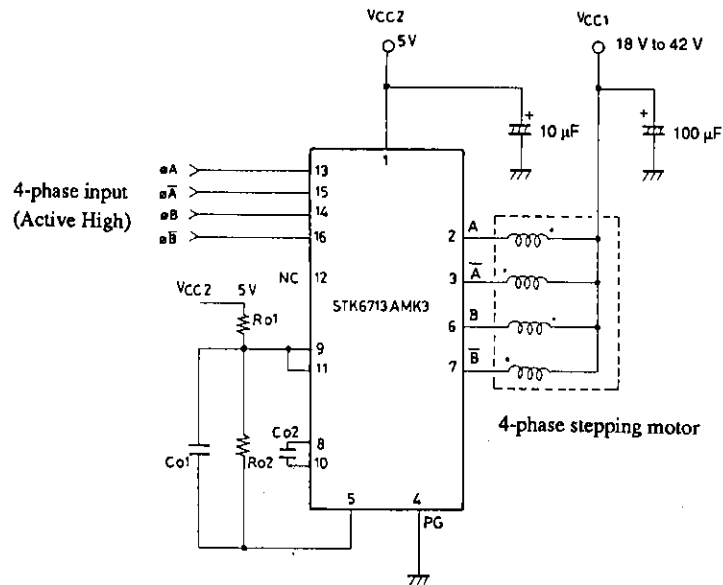 VCC2
5V
VCC1
18 V to 42 V
10 µF
100 µF
1
4-phase input
(Active High)
øA
øA̅
øB
øB̅
13
15
14
16
NC 12
STK6713AMK3
2 A
3 A̅
6 B
7 B̅
4-phase stepping motor
VCC2 5V
Ro1
9
11
Co1
Ro2
Co2
8
10
5
4
PG